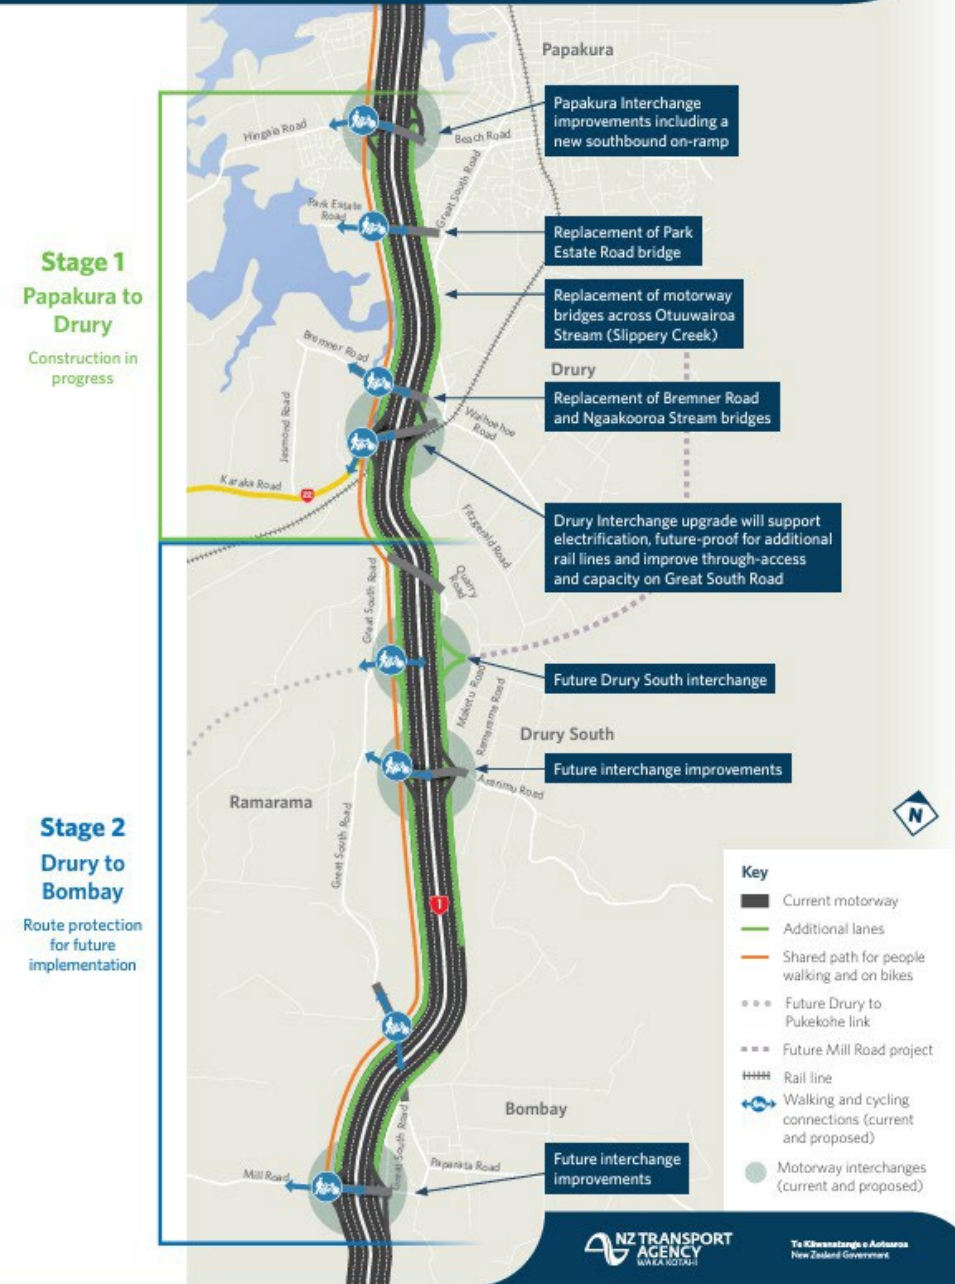 Papakura
Papakura Interchange
improvements including a
new southbound on-ramp
Hingaia Road
Beach Road
Great South Road
Park Estate
Road
Replacement of Park
Estate Road bridge
Stage 1
Papakura to
Drury
Construction in
progress
Replacement of motorway
bridges across Otuuwairoa
Stream (Slippery Creek)
Bremner Road
Drury
Replacement of Bremner Road
and Ngaakooroa Stream bridges
Jesmond Road
Waihoehoe
Road
Karaka Road
22
Fitzgerald Road
Drury Interchange upgrade will support
electrification, future-proof for additional
rail lines and improve through-access
and capacity on Great South Road
Great South Road
Quarry
Road
Future Drury South interchange
Maketu Road
Ramarama Road
Drury South
Future interchange improvements
Ararimu Road
Ramarama
Great South Road
Stage 2
Drury to
Bombay
Route protection
for future
implementation
1
N
Key
Current motorway
Additional lanes
Shared path for people
walking and on bikes
Future Drury to
Pukekohe link
Future Mill Road project
Rail line
Walking and cycling
connections (current
and proposed)
Motorway interchanges
(current and proposed)
Bombay
Great South Road
Paparata Road
Mill Road
Future interchange
improvements
NZ TRANSPORT
AGENCY
WAKA KOTAHI
Te Kāwanatanga o Aotearoa
New Zealand Government